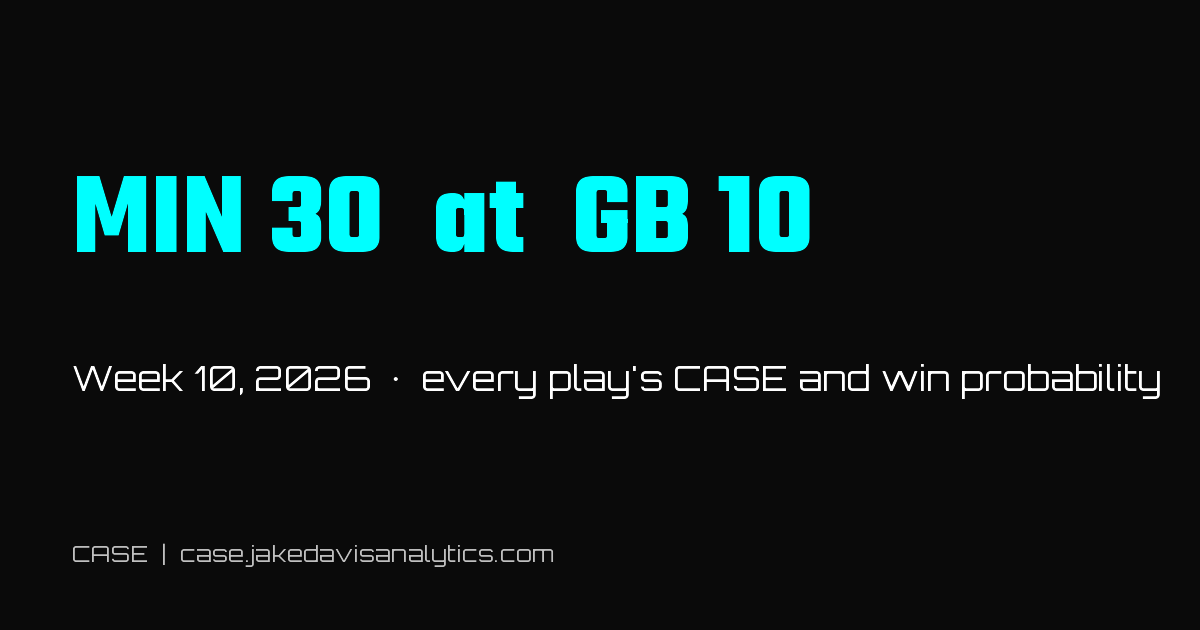 MIN 30 at GB 10
Week 10, 2026 · every play's CASE and win probability
CASE | case.jakedavisanalytics.com